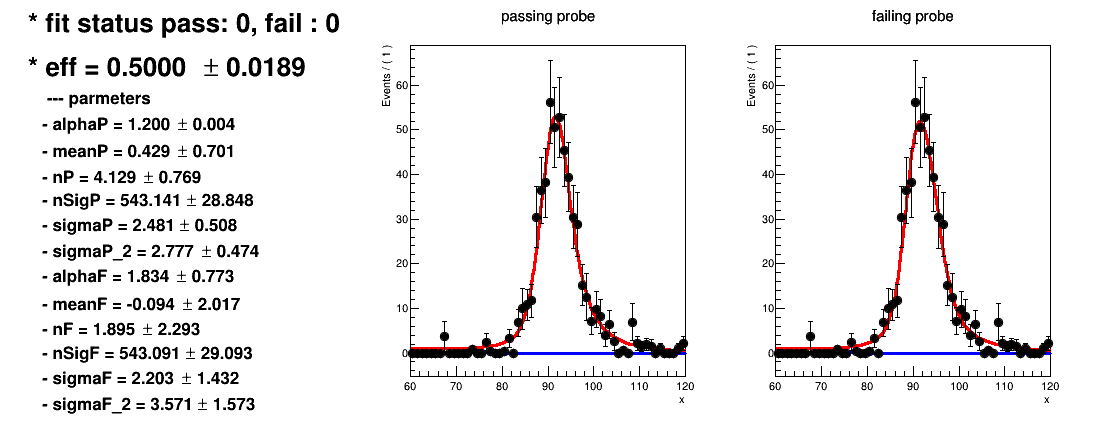 * fit status pass: 0, fail : 0
* eff = 0.5000 ± 0.0189
--- parmeters
- alphaP = 1.200 ± 0.004
- meanP = 0.429 ± 0.701
- nP = 4.129 ± 0.769
- nSigP = 543.141 ± 28.848
- sigmaP = 2.481 ± 0.508
- sigmaP_2 = 2.777 ± 0.474
- alphaF = 1.834 ± 0.773
- meanF = -0.094 ± 2.017
- nF = 1.895 ± 2.293
- nSigF = 543.091 ± 29.093
- sigmaF = 2.203 ± 1.432
- sigmaF_2 = 3.571 ± 1.573
passing probe
Events / ( 1 )
60
50
40
30
20
10
0
60 70 80 90 100 110 120
x
failing probe
Events / ( 1 )
60
50
40
30
20
10
0
60 70 80 90 100 110 120
x